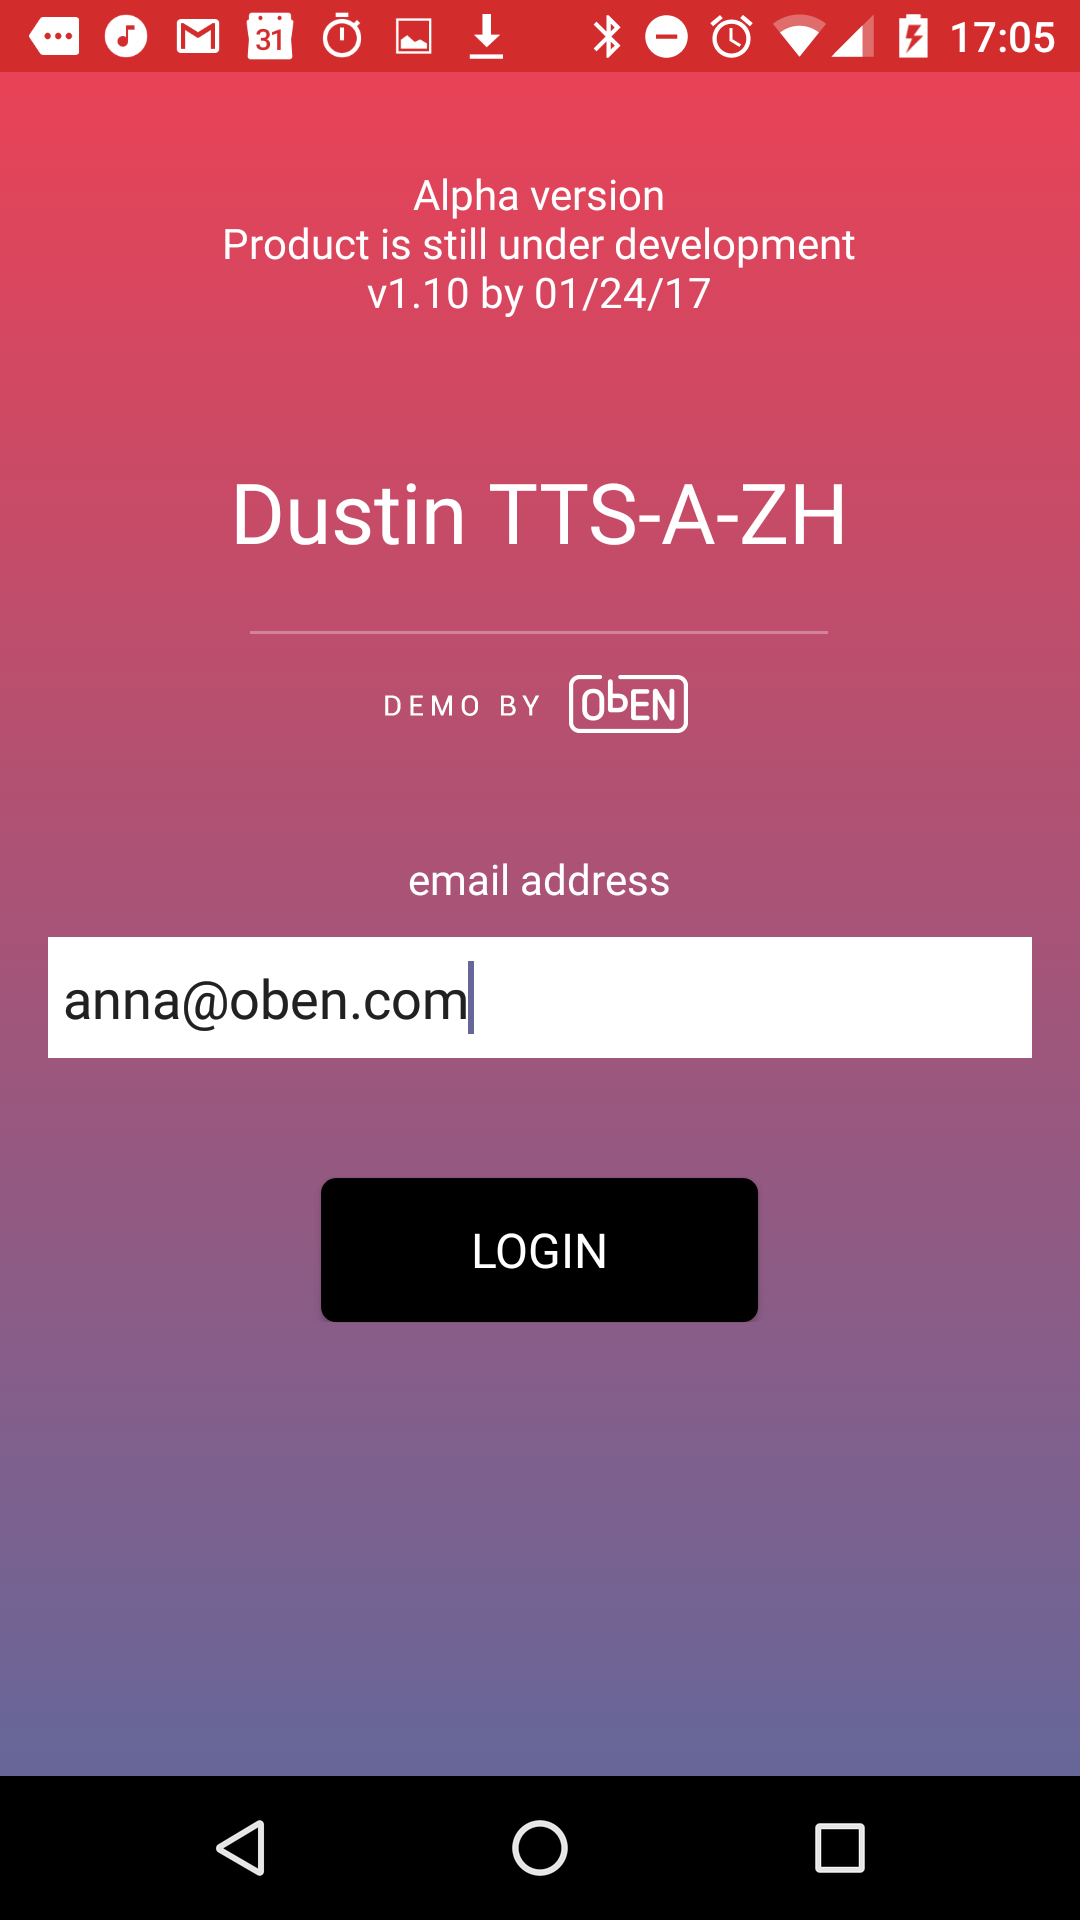 31
17:05
Alpha version
Product is still under development
v1.10 by 01/24/17
Dustin TTS-A-ZH
DEMO BY ObEN
email address
anna@oben.com
LOGIN